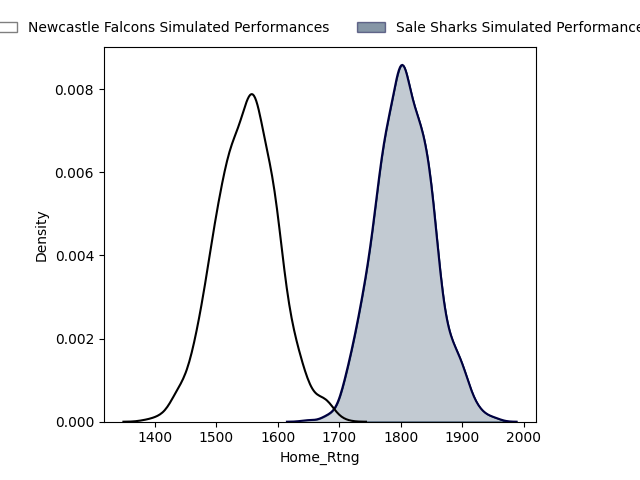 Newcastle Falcons Simulated Performances
Sale Sharks Simulated Performance
0.008
0.006
0.004
0.002
0.000
Density
1400 1500 1600 1700 1800 1900 2000
Home_Rtng